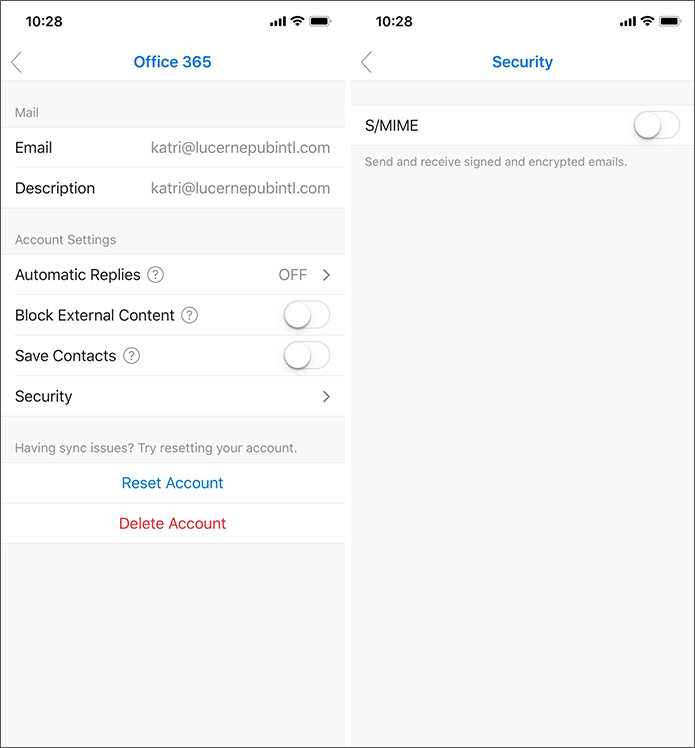 10:28
Office 365
Mail
Email katri@lucernepubintl.com
Description katri@lucernepubintl.com
Account Settings
Automatic Replies ? OFF
Block External Content ?
Save Contacts ?
Security
Having sync issues? Try resetting your account.
Reset Account
Delete Account
10:28
Security
S/MIME
Send and receive signed and encrypted emails.